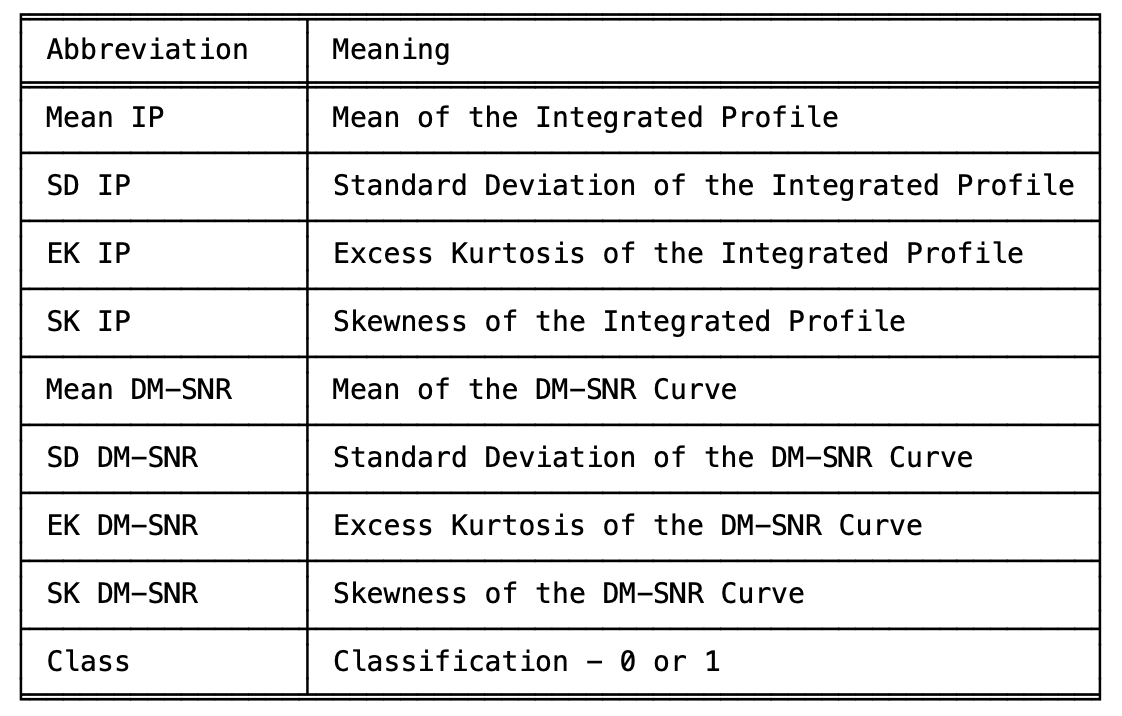 Abbreviation Meaning
Mean IP Mean of the Integrated Profile
SD IP Standard Deviation of the Integrated Profile
EK IP Excess Kurtosis of the Integrated Profile
SK IP Skewness of the Integrated Profile
Mean DM-SNR Mean of the DM-SNR Curve
SD DM-SNR Standard Deviation of the DM-SNR Curve
EK DM-SNR Excess Kurtosis of the DM-SNR Curve
SK DM-SNR Skewness of the DM-SNR Curve
Class Classification - 0 or 1